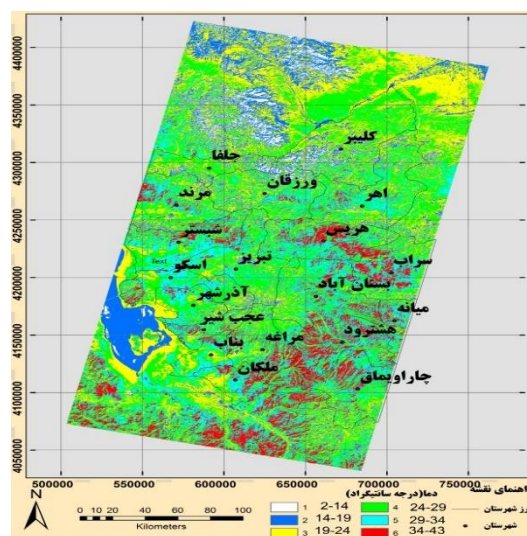 4400000
4350000
4300000
4250000
4200000
4150000
4100000
4050000
کلیبر
جلفا
ورزقان
اهر
مرند
هریس
شبستر
سراب
تبریز
اسکو
بستان آباد
آذرشهر
میانه
عجب شیر
هشترود
مراغه
بناب
ملکان
چاراویماق
500000 550000 600000 650000 700000 750000
N
0 10 20 40 60 80 100
Kilometers
دما(درجه سانتیگراد)
1 2-14
2 14-19
3 19-24
4 24-29
5 29-34
6 34-43
راهنمای نقشه
رز شهرستان
شهرستان